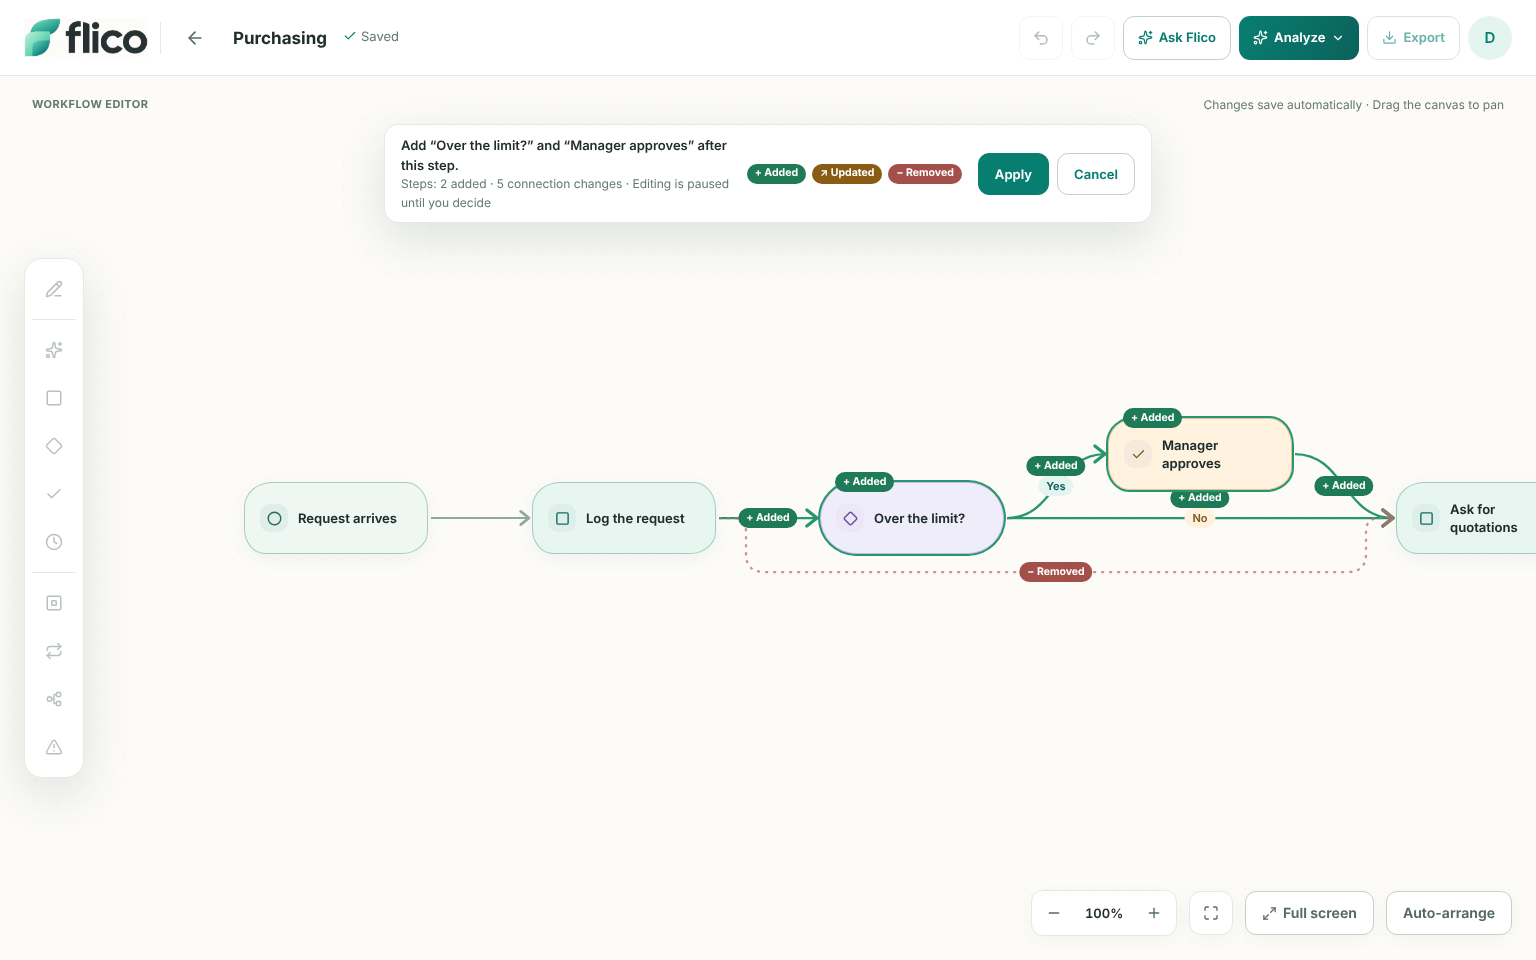 flico
Purchasing
Saved
Ask Flico
Analyze
Export
D
WORKFLOW EDITOR
Changes save automatically · Drag the canvas to pan
Add “Over the limit?” and “Manager approves” after
this step.
Steps: 2 added · 5 connection changes · Editing is paused
until you decide
+ Added
↗ Updated
− Removed
Apply
Cancel
+ Added
Manager
approves
+ Added
Yes
+ Added
+ Added
No
+ Added
Request arrives
Log the request
+ Added
Over the limit?
Ask for
quotations
− Removed
100%
Full screen
Auto-arrange